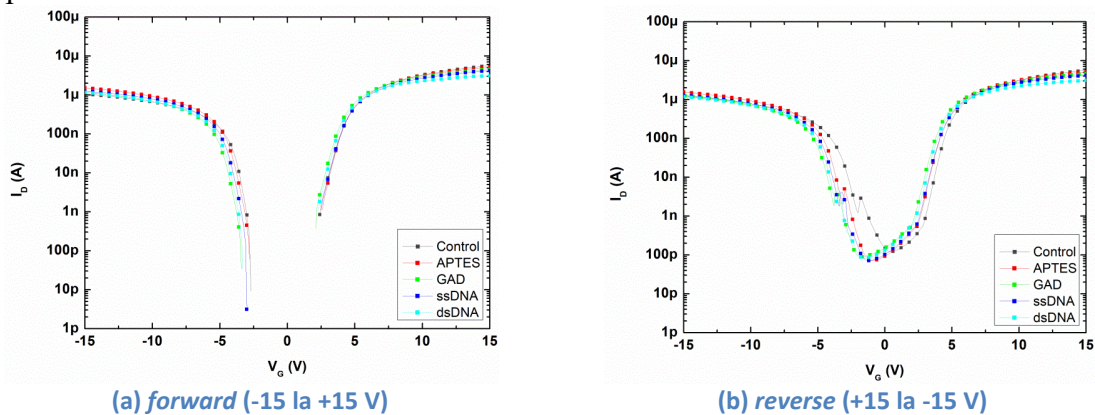 100µ 100µ
10µ 10µ
1µ 1µ
100n 100n
10n 10n
1n 1n
100p 100p
10p 10p
1p 1p
I_D (A) I_D (A)
Control Control
APTES APTES
GAD GAD
ssDNA ssDNA
dsDNA dsDNA
-15 -10 -5 0 5 10 15 -15 -10 -5 0 5 10 15
V_G (V) V_G (V)
(a) forward (-15 la +15 V) (b) reverse (+15 la -15 V)